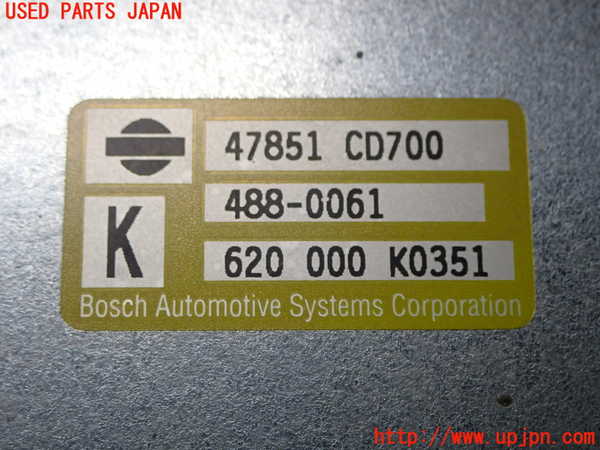 USED PARTS JAPAN
47851 CD700
488-0061
K
620 000 K0351
Bosch Automotive Systems Corporation
http://www.upjpn.com